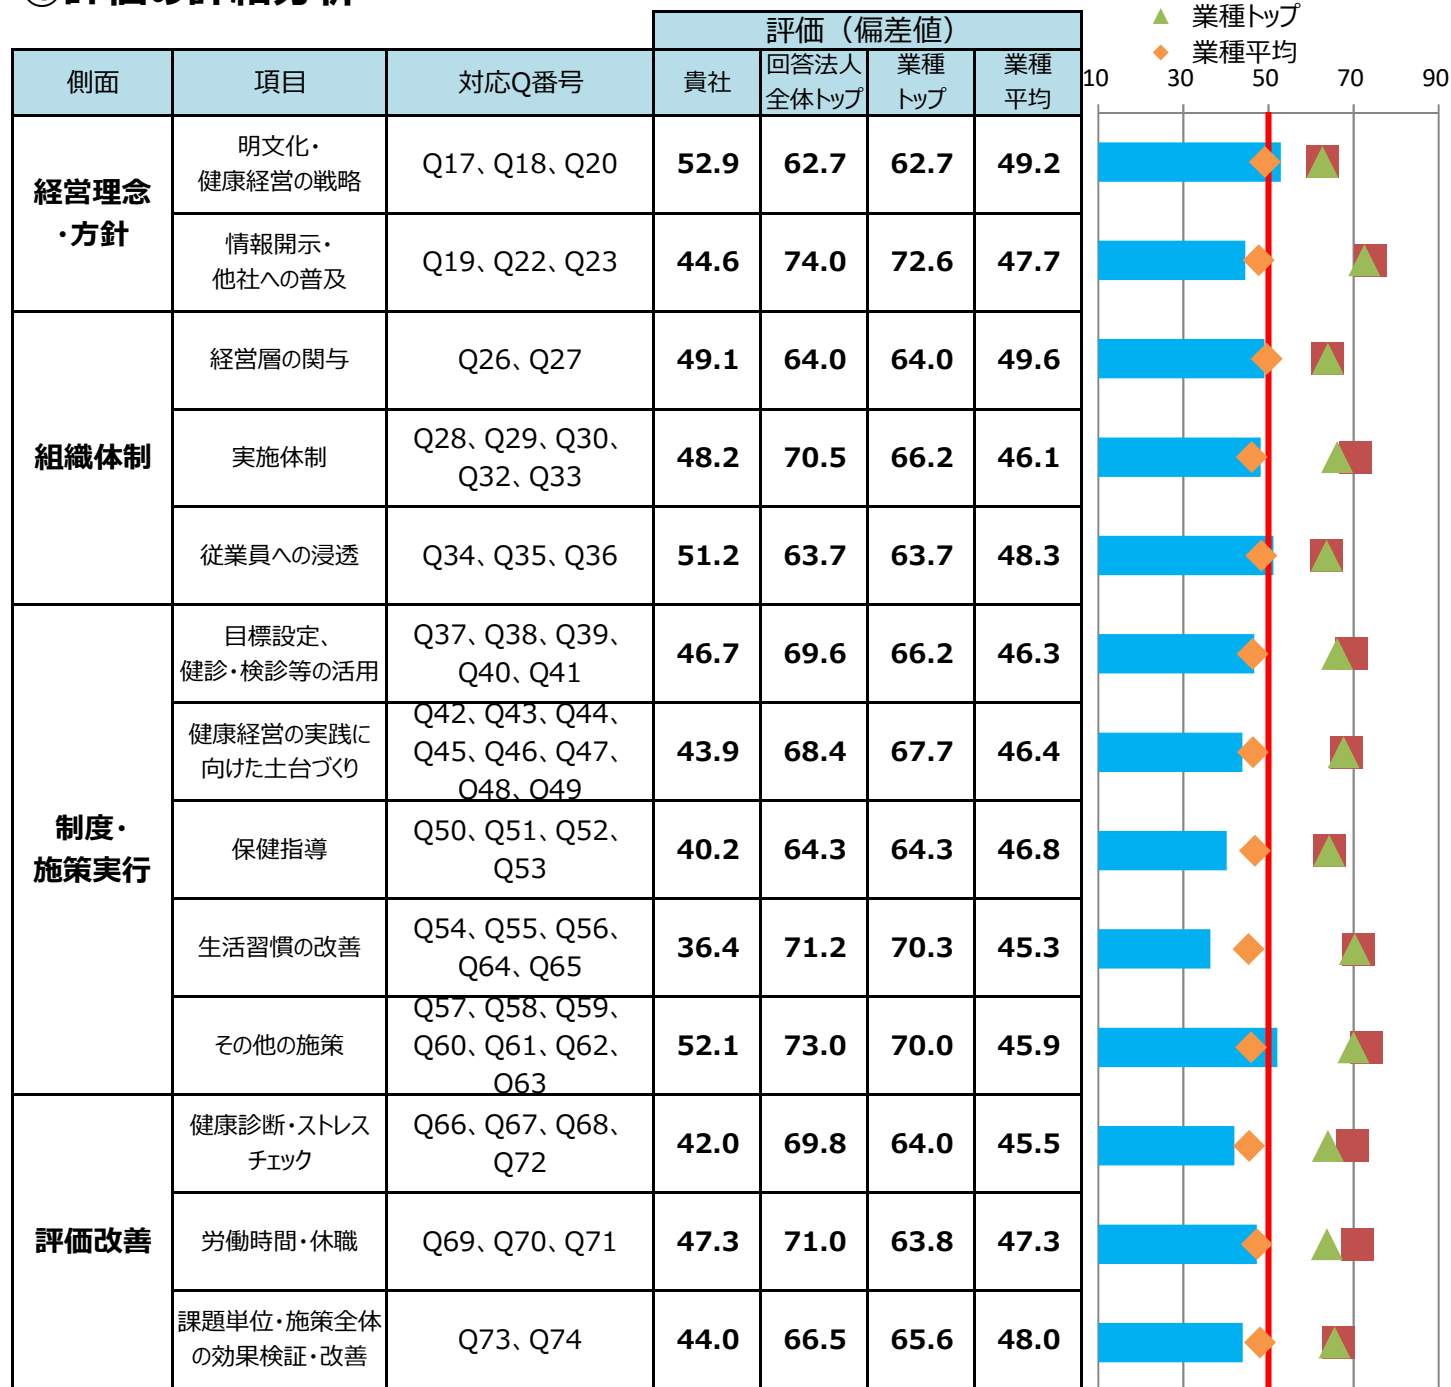 評価（偏差値）
▲ 業種トップ
◆ 業種平均
側面 項目 対応Q番号 貴社 回答法人全体トップ 業種トップ 業種平均
10 30 50 70 90
経営理念・方針
明文化・
健康経営の戦略
Q17、Q18、Q20 52.9 62.7 62.7 49.2
情報開示・
他社への普及
Q19、Q22、Q23 44.6 74.0 72.6 47.7
組織体制
経営層の関与 Q26、Q27 49.1 64.0 64.0 49.6
実施体制
Q28、Q29、Q30、
Q32、Q33
48.2 70.5 66.2 46.1
従業員への浸透 Q34、Q35、Q36 51.2 63.7 63.7 48.3
制度・
施策実行
目標設定、
健診・検診等の活用
Q37、Q38、Q39、
Q40、Q41
46.7 69.6 66.2 46.3
健康経営の実践に
向けた土台づくり
Q42、Q43、Q44、
Q45、Q46、Q47、
Q48、Q49
43.9 68.4 67.7 46.4
保健指導
Q50、Q51、Q52、
Q53
40.2 64.3 64.3 46.8
生活習慣の改善
Q54、Q55、Q56、
Q64、Q65
36.4 71.2 70.3 45.3
その他の施策
Q57、Q58、Q59、
Q60、Q61、Q62、
Q63
52.1 73.0 70.0 45.9
評価改善
健康診断・ストレス
チェック
Q66、Q67、Q68、
Q72
42.0 69.8 64.0 45.5
労働時間・休職 Q69、Q70、Q71 47.3 71.0 63.8 47.3
課題単位・施策全体
の効果検証・改善
Q73、Q74 44.0 66.5 65.6 48.0